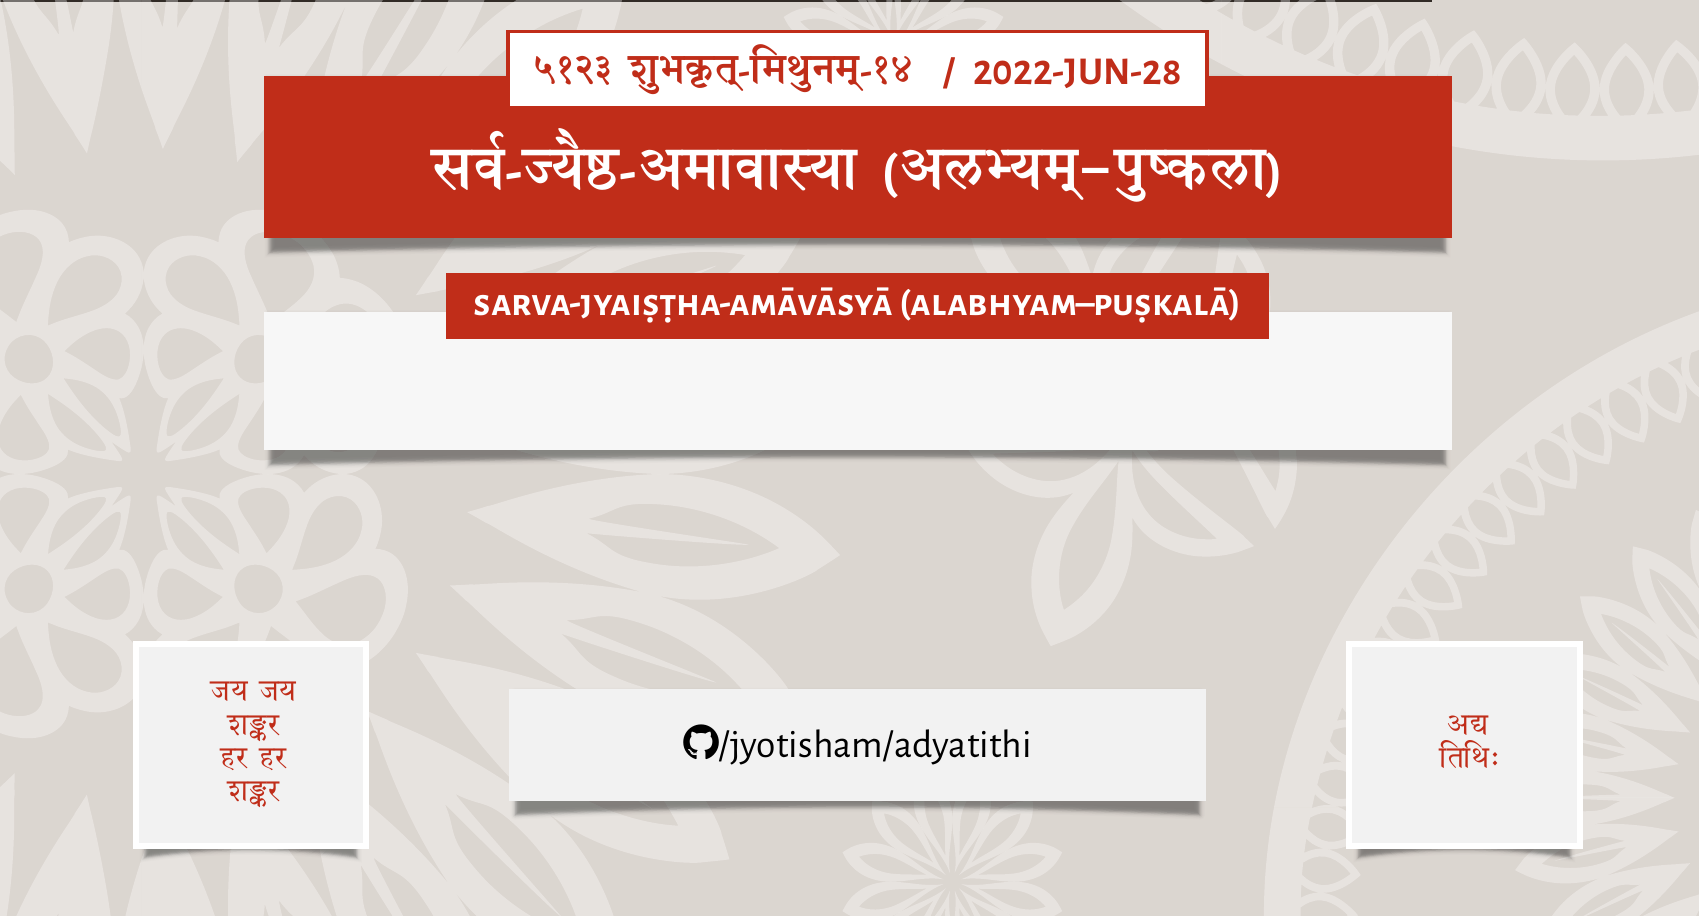 ५१२३ शुभकृत्-मिथुनम्-१४ / 2022-JUN-28
सर्व-ज्यैष्ठ-अमावास्या (अलभ्यम्–पुष्कला)
SARVA-JYAIṢṬHA-AMĀVĀSYĀ (ALABHYAM–PUṢKALĀ)
जय जय
शङ्कर
हर हर
शङ्कर
/jyotisham/adyatithi
अद्य
तिथिः